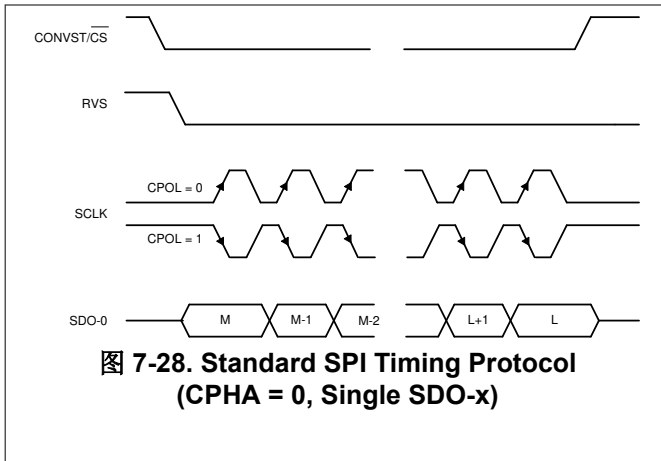 CONVST/CS
RVS
CPOL = 0
SCLK
CPOL = 1
SDO-0 M M-1 M-2 L+1 L
图 7-28. Standard SPI Timing Protocol
(CPHA = 0, Single SDO-x)